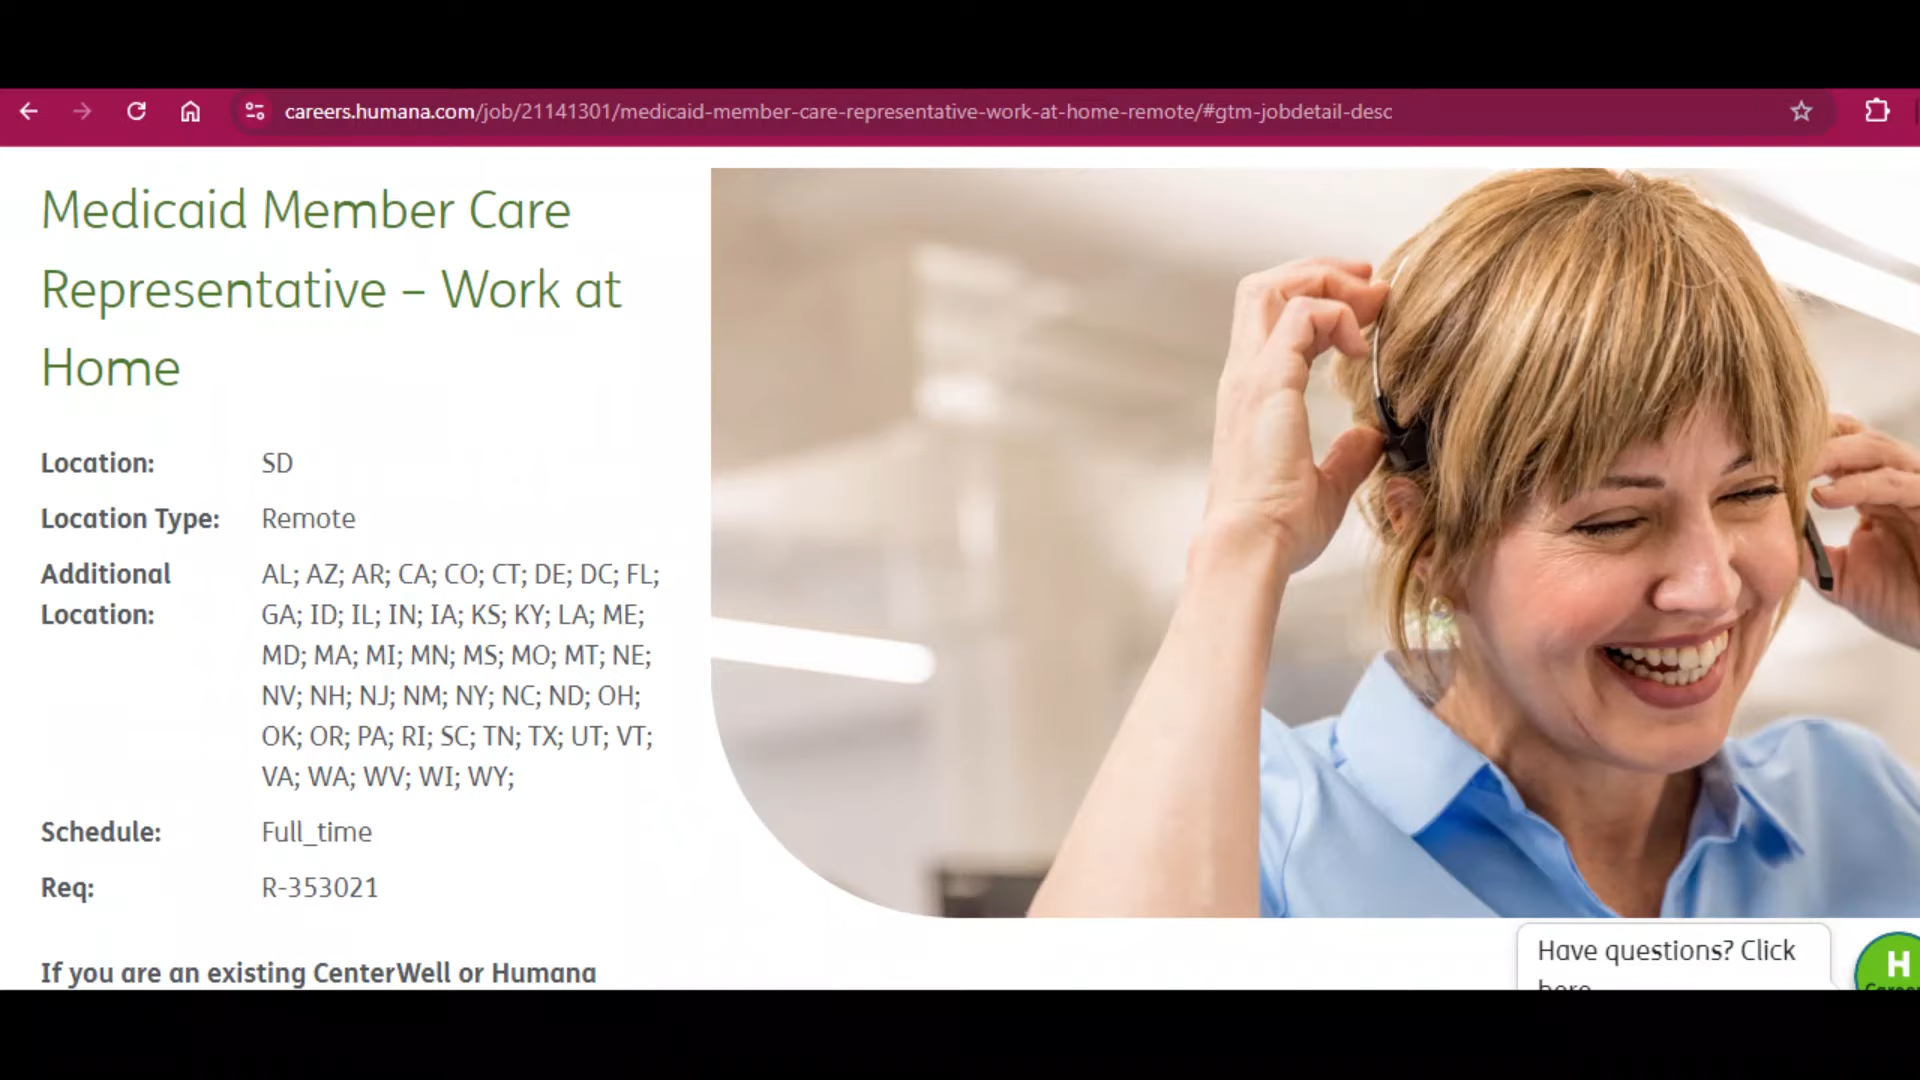 careers.humana.com/job/21141301/medicaid-member-care-representative-work-at-home-remote/#gtm-jobdetail-desc
Medicaid Member Care
Representative – Work at
Home
Location: SD
Location Type: Remote
Additional Location: AL; AZ; AR; CA; CO; CT; DE; DC; FL;
GA; ID; IL; IN; IA; KS; KY; LA; ME;
MD; MA; MI; MN; MS; MO; MT; NE;
NV; NH; NJ; NM; NY; NC; ND; OH;
OK; OR; PA; RI; SC; TN; TX; UT; VT;
VA; WA; WV; WI; WY;
Schedule: Full_time
Req: R-353021
If you are an existing CenterWell or Humana
Have questions? Click
here
H